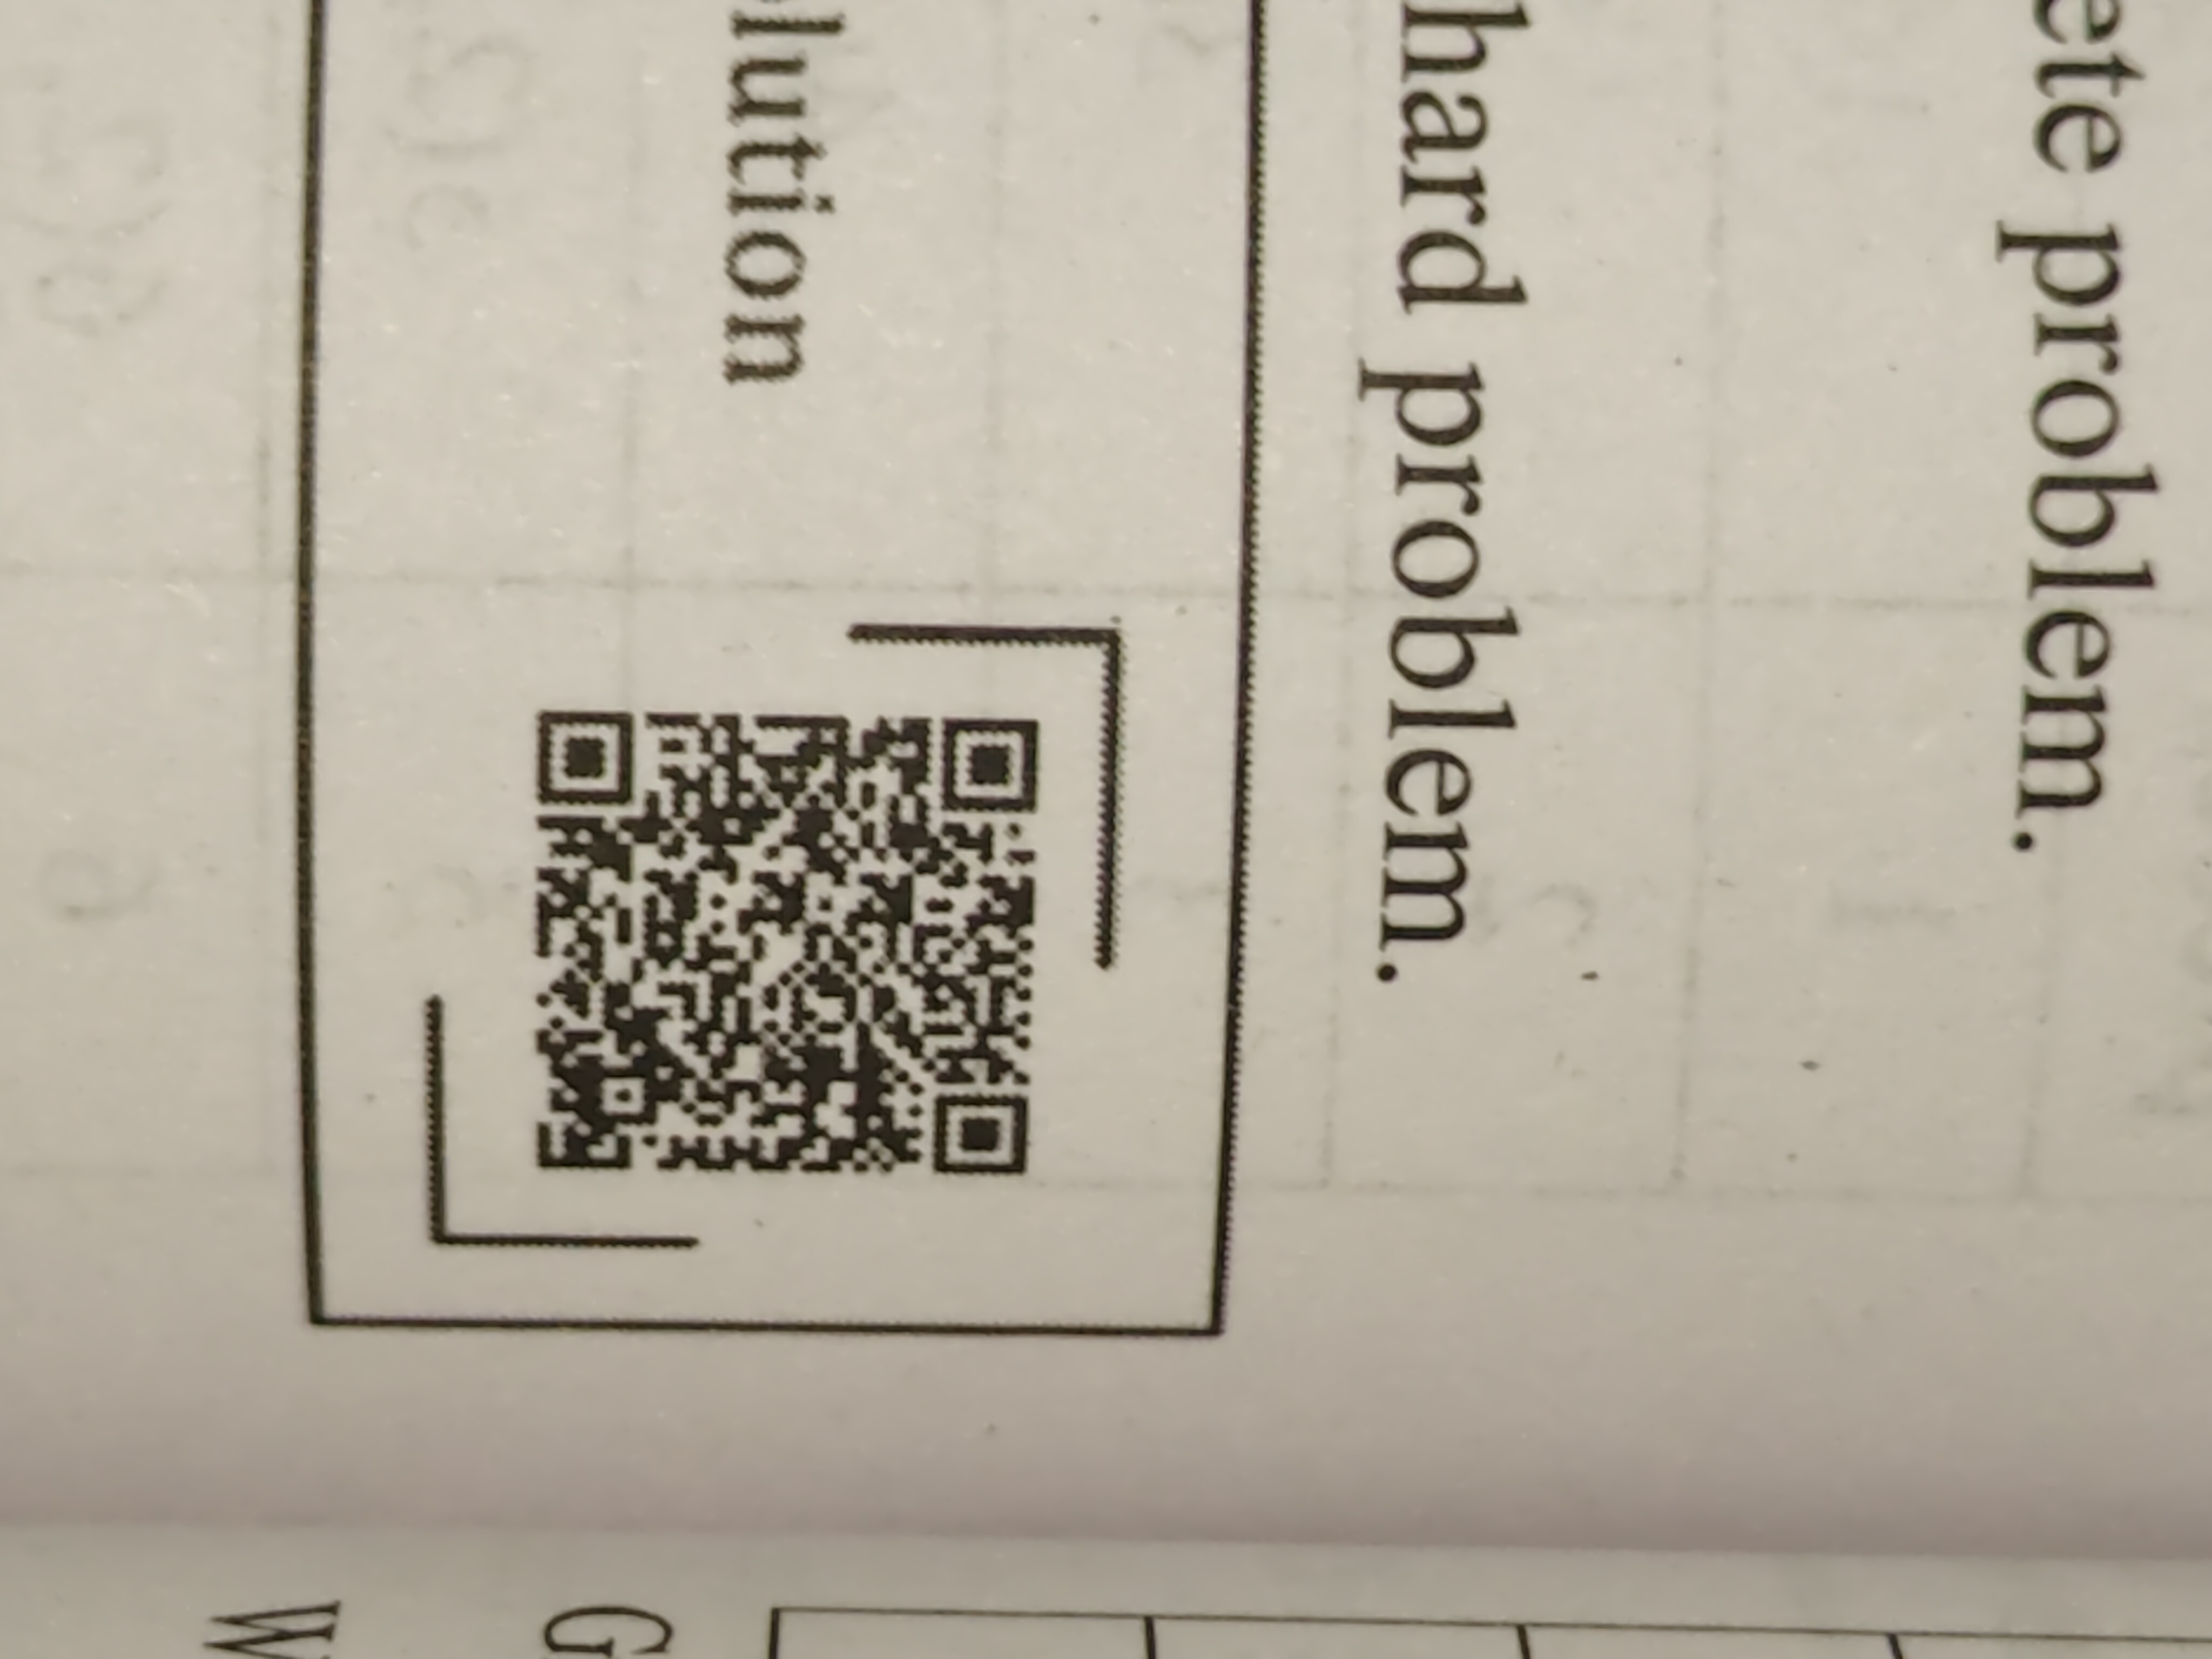 ete problem.
hard problem.
lution
G
W